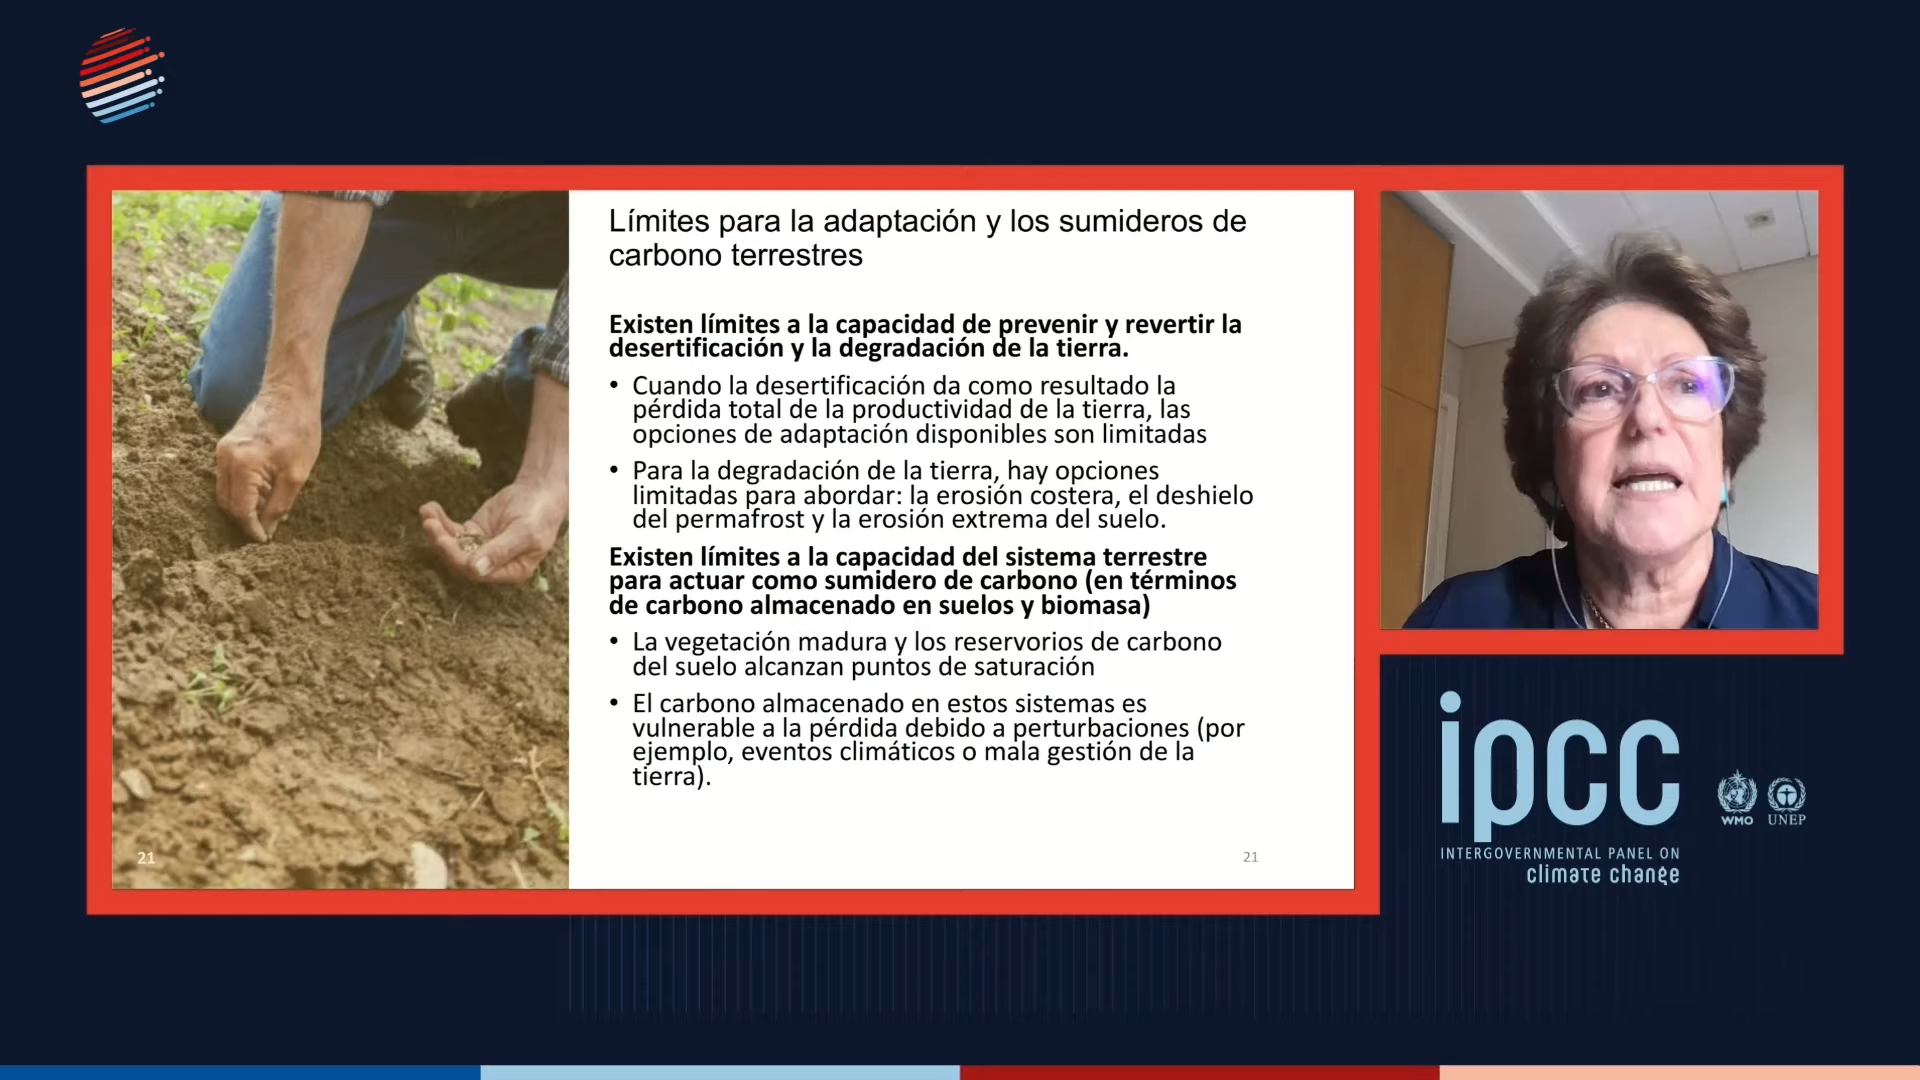 Límites para la adaptación y los sumideros de
carbono terrestres
Existen límites a la capacidad de prevenir y revertir la
desertificación y la degradación de la tierra.
• Cuando la desertificación da como resultado la
pérdida total de la productividad de la tierra, las
opciones de adaptación disponibles son limitadas
• Para la degradación de la tierra, hay opciones
limitadas para abordar: la erosión costera, el deshielo
del permafrost y la erosión extrema del suelo.
Existen límites a la capacidad del sistema terrestre
para actuar como sumidero de carbono (en términos
de carbono almacenado en suelos y biomasa)
• La vegetación madura y los reservorios de carbono
del suelo alcanzan puntos de saturación
• El carbono almacenado en estos sistemas es
vulnerable a la pérdida debido a perturbaciones (por
ejemplo, eventos climáticos o mala gestión de la
tierra).
21
21
ipcc
INTERGOVERNMENTAL PANEL ON
climate change
WMO
UNEP